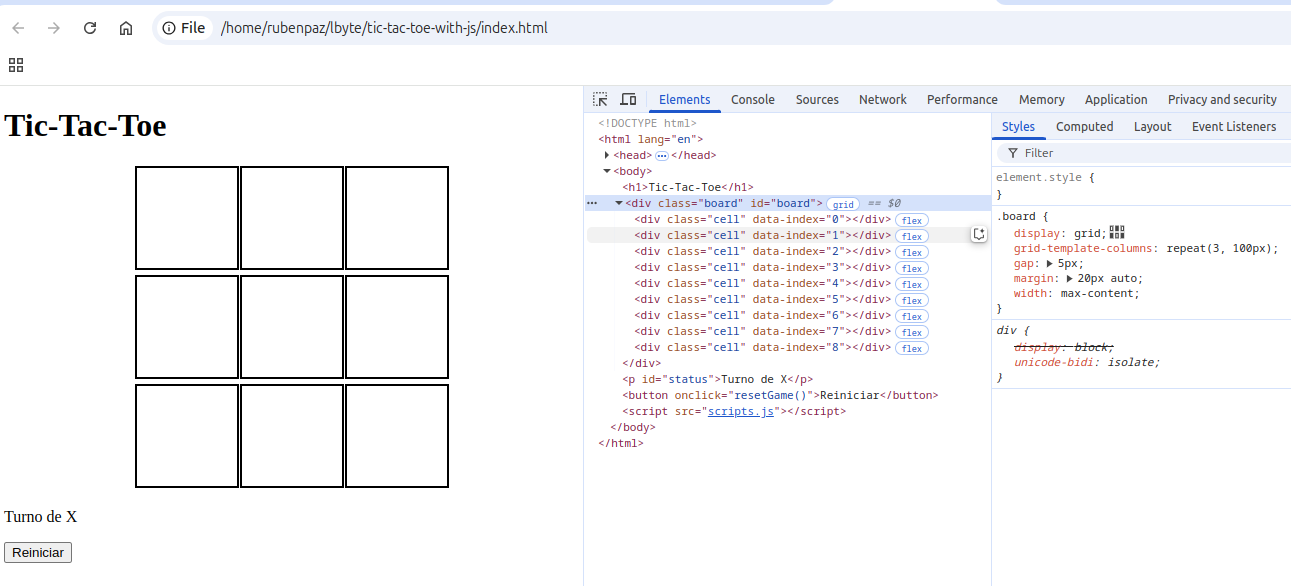 File /home/rubenpaz/lbyte/tic-tac-toe-with-js/index.html
Tic-Tac-Toe
Turno de X
Reiniciar
Elements Console Sources Network Performance Memory Application Privacy and security
<!DOCTYPE html>
<html lang="en">
<head> ••• </head>
<body>
<h1>Tic-Tac-Toe</h1>
••• <div class="board" id="board"> grid == $0
<div class="cell" data-index="0"></div> flex
<div class="cell" data-index="1"></div> flex
<div class="cell" data-index="2"></div> flex
<div class="cell" data-index="3"></div> flex
<div class="cell" data-index="4"></div> flex
<div class="cell" data-index="5"></div> flex
<div class="cell" data-index="6"></div> flex
<div class="cell" data-index="7"></div> flex
<div class="cell" data-index="8"></div> flex
</div>
<p id="status">Turno de X</p>
<button onclick="resetGame()">Reiniciar</button>
<script src="scripts.js"></script>
</body>
</html>
Styles Computed Layout Event Listeners
Filter
element.style {
}
.board {
display: grid;
grid-template-columns: repeat(3, 100px);
gap: 5px;
margin: 20px auto;
width: max-content;
}
div {
display: block;
unicode-bidi: isolate;
}